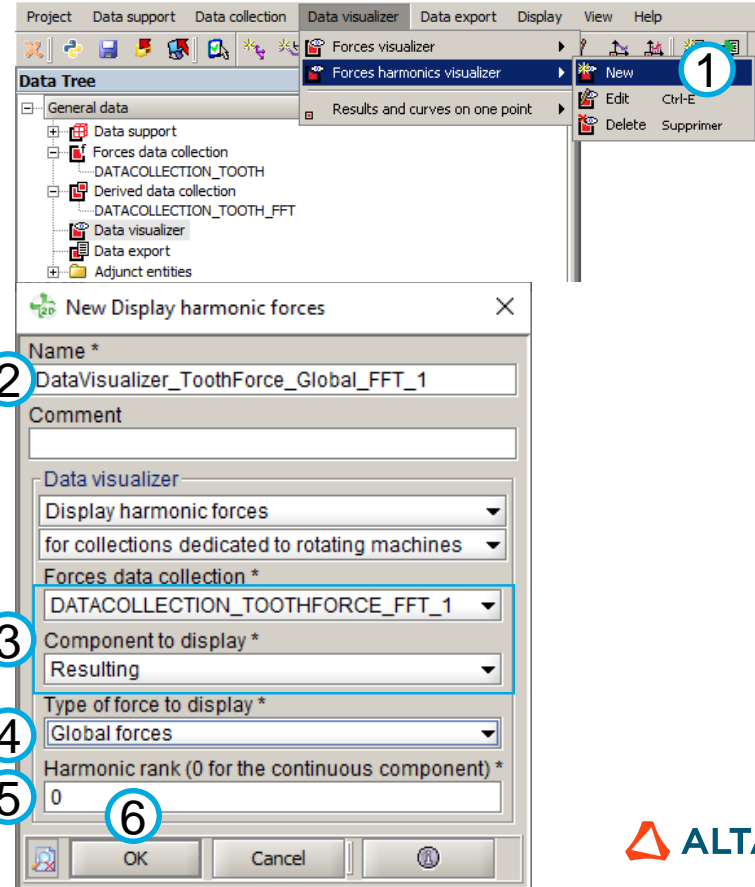 Project Data support Data collection Data visualizer Data export Display View Help
Forces visualizer
Forces harmonics visualizer
Results and curves on one point
New
Edit Ctrl-E
Delete Supprimer
1
Data Tree
General data
Data support
Forces data collection
DATACOLLECTION_TOOTH
Derived data collection
DATACOLLECTION_TOOTH_FFT
Data visualizer
Data export
Adjunct entities
2D New Display harmonic forces
Name *
2 DataVisualizer_ToothForce_Global_FFT_1
Comment
Data visualizer
Display harmonic forces
for collections dedicated to rotating machines
Forces data collection *
DATACOLLECTION_TOOTHFORCE_FFT_1
3
Component to display *
Resulting
Type of force to display *
4 Global forces
Harmonic rank (0 for the continuous component) *
5 0
6
OK Cancel
ALTA